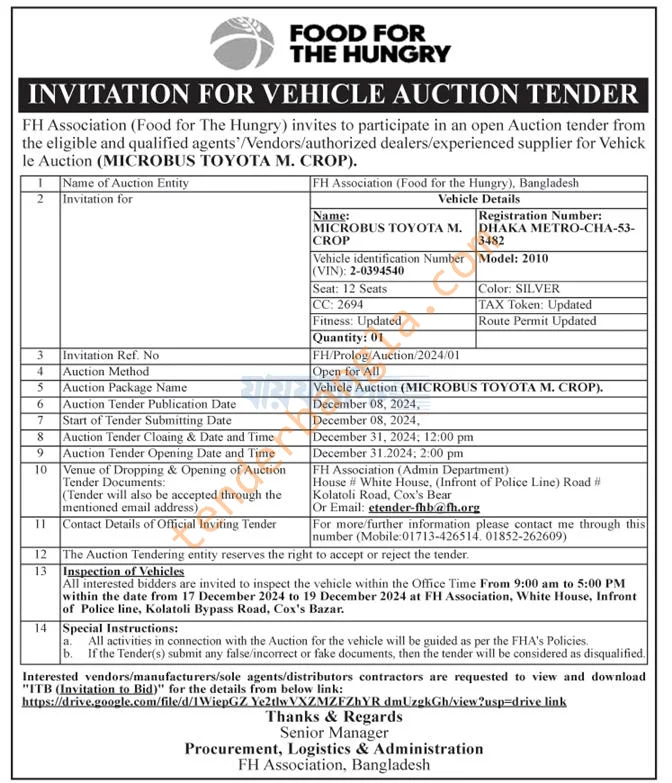 FOOD FOR
THE HUNGRY
INVITATION FOR VEHICLE AUCTION TENDER
FH Association (Food for The Hungry) invites to participate in an open Auction tender from
the eligible and qualified agents'/Vendors/authorized dealers/experienced supplier for Vehick
le Auction (MICROBUS TOYOTA M. CROP).
1 Name of Auction Entity FH Association (Food for the Hungry), Bangladesh
2 Invitation for Vehicle Details
Name: Registration Number:
MICROBUS TOYOTA M. DHAKA METRO-CHA-53-
CROP 3482
Vehicle identification Number Model: 2010
(VIN): 2-0394540
Seat: 12 Seats Color: SILVER
CC: 2694 TAX Token: Updated
Fitness: Updated Route Permit Updated
Quantity: 01
3 Invitation Ref. No FH/Prolog/Auction/2024/01
4 Auction Method Open for All
5 Auction Package Name Vehicle Auction (MICROBUS TOYOTA M. CROP).
6 Auction Tender Publication Date December 08, 2024,
7 Start of Tender Submitting Date December 08, 2024,
8 Auction Tender Cloaing & Date and Time December 31, 2024; 12:00 pm
9 Auction Tender Opening Date and Time December 31.2024; 2:00 pm
10 Venue of Dropping & Opening of Auction FH Association (Admin Department)
Tender Documents: House # White House, (Infront of Police Line) Road #
(Tender will also be accepted through the Kolatoli Road, Cox's Bear
mentioned email address) Or Email: etender-fhb@fh.org
11 Contact Details of Official Inviting Tender For more/further information please contact me through this
number (Mobile:01713-426514. 01852-262609)
12 The Auction Tendering entity reserves the right to accept or reject the tender.
13 Inspection of Vehicles
All interested bidders are invited to inspect the vehicle within the Office Time From 9:00 am to 5:00 PM
within the date from 17 December 2024 to 19 December 2024 at FH Association, White House, Infront
of Police line, Kolatoli Bypass Road, Cox's Bazar.
14 Special Instructions:
a. All activities in connection with the Auction for the vehicle will be guided as per the FHA's Policies.
b. If the Tender(s) submit any false/incorrect or fake documents, then the tender will be considered as disqualified.
Interested vendors/manufacturers/sole agents/distributors contractors are requested to view and download
"ITB (Invitation to Bid)" for the details from below link:
https://drive.google.com/file/d/1WiepGZ Ye2tlwVXZMZFZhYR dmUzgkGh/view?usp=drive link
Thanks & Regards
Senior Manager
Procurement, Logistics & Administration
FH Association, Bangladesh
tenderbangla.com